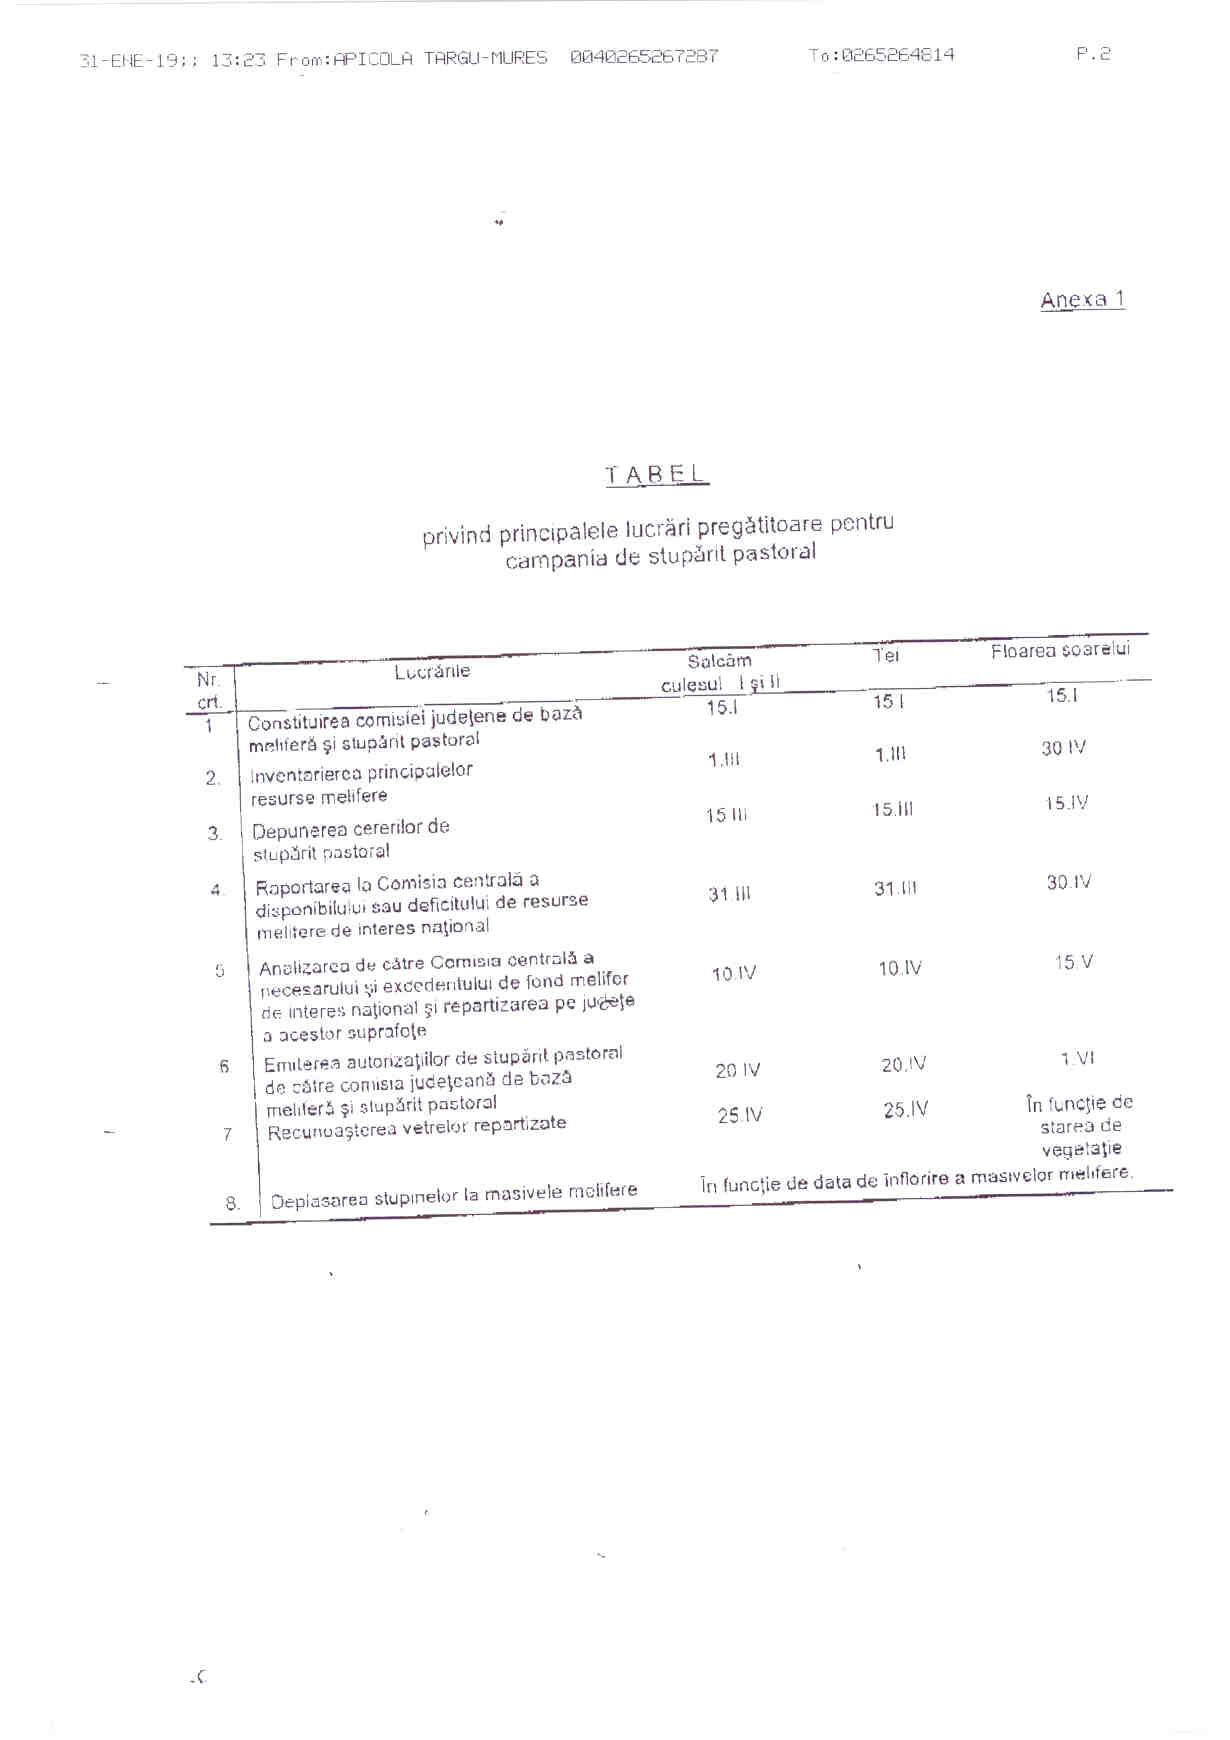 31-ENE-19;; 13:23 From:APICOLA TARGU-MURES 0040265267287 To:0265264814 P.2
Anexa 1
TABEL
privind principalele lucrări pregătitoare pentru
campania de stupărit pastoral
Nr. Lucrările Salcâm Tei Floarea soarelui
crt. culesul I şi II
1 Constituirea comisiei judeţene de bază 15.I 15 I 15.I
meliferă şi stupărit pastoral
2. Inventarierea principalelor 1.III 1.III 30 IV
resurse melifere
3. Depunerea cererilor de 15 III 15.III 15.IV
stupărit pastoral
4. Raportarea la Comisia centrală a 31 III 31.III 30.IV
disponibilului sau deficitului de resurse
melifere de interes naţional
5 Analizarea de către Comisia centrală a 10 IV 10.IV 15.V
necesarului şi excedentului de fond melifer
de interes naţional şi repartizarea pe judeţe
a acestor suprafeţe
6 Emiterea autorizaţiilor de stupărit pastoral 20 IV 20.IV 1.VI
de către comisia judeţeană de bază
meliferă şi stupărit pastoral
7 Recunoaşterea vetrelor repartizate 25.IV 25.IV În funcţie de
starea de
vegetaţie
8. Deplasarea stupinelor la masivele melifere În funcţie de data de înflorire a masivelor melifere.